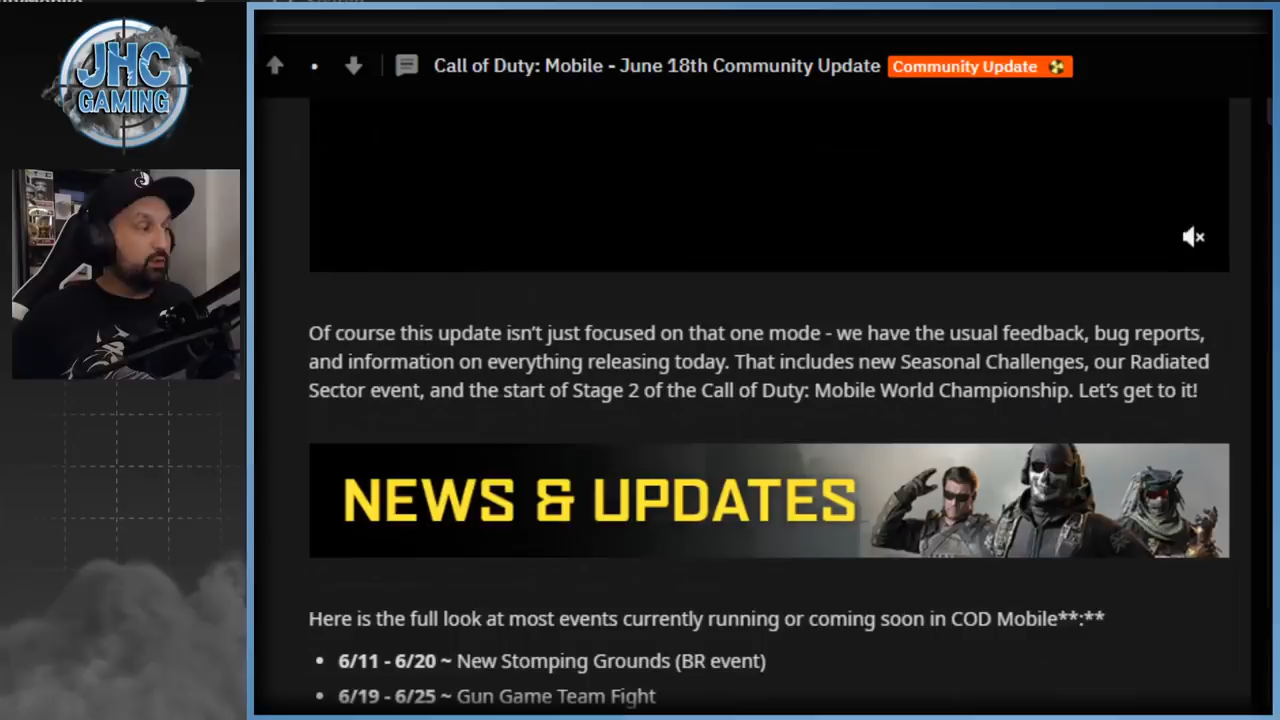 JHC
GAMING
Call of Duty: Mobile - June 18th Community Update Community Update
Of course this update isn't just focused on that one mode - we have the usual feedback, bug reports,
and information on everything releasing today. That includes new Seasonal Challenges, our Radiated
Sector event, and the start of Stage 2 of the Call of Duty: Mobile World Championship. Let's get to it!
NEWS & UPDATES
Here is the full look at most events currently running or coming soon in COD Mobile**:**
• 6/11 - 6/20 ~ New Stomping Grounds (BR event)
• 6/19 - 6/25 ~ Gun Game Team Fight